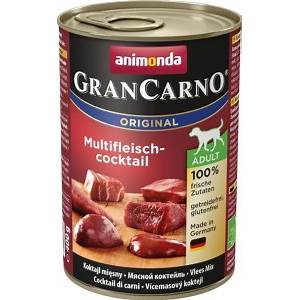 animonda
GRANCARNO®
ORIGINAL
Multifleisch-
cocktail
ADULT
100%
frische
Zutaten
getreidefrei
glutenfrei
Made in
Germany
Koktajl mięsny • Мясной коктейль • Vlees Mix
Cocktail di carni • Vícemasový koktejl